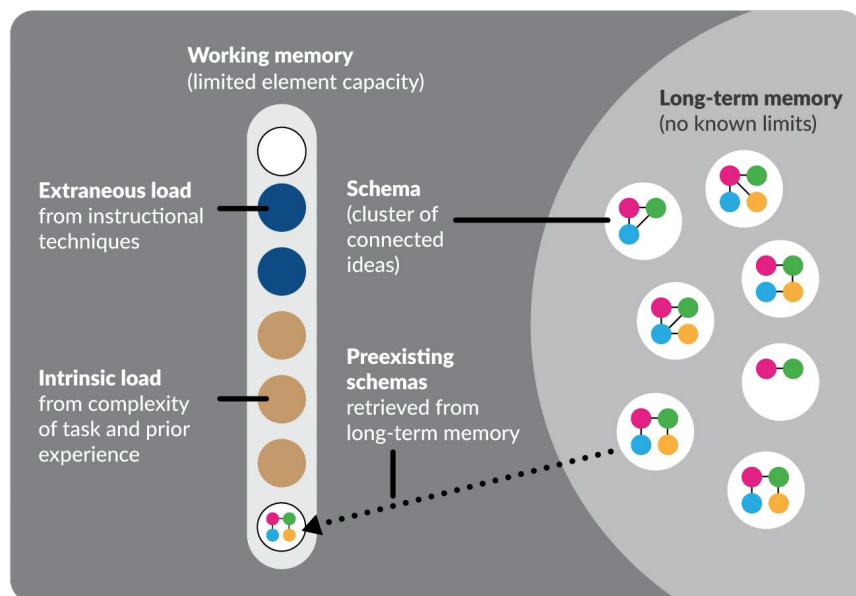 Working memory
(limited element capacity)
Long-term memory
(no known limits)
Extraneous load
from instructional
techniques
Schema
(cluster of
connected
ideas)
Intrinsic load
from complexity
of task and prior
experience
Preexisting
schemas
retrieved from
long-term memory